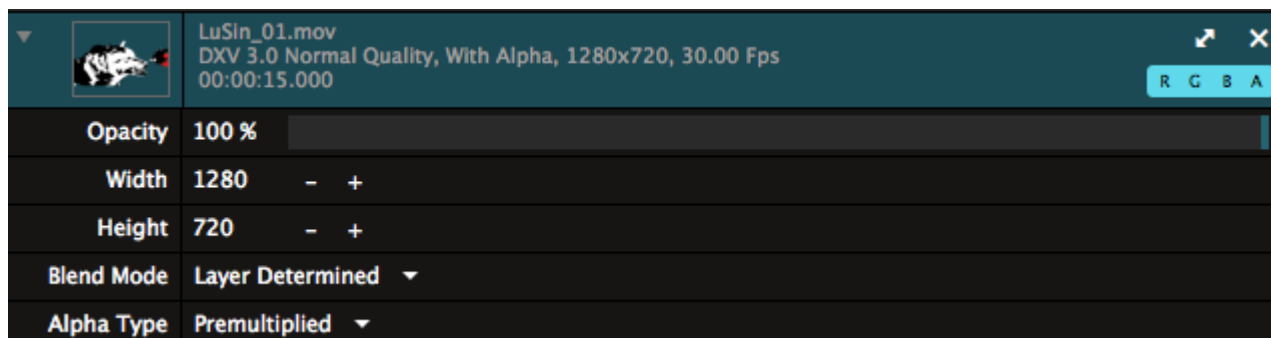 LuSin_01.mov
DXV 3.0 Normal Quality, With Alpha, 1280x720, 30.00 Fps
00:00:15.000
R G B A
Opacity 100 %
Width 1280 - +
Height 720 - +
Blend Mode Layer Determined
Alpha Type Premultiplied